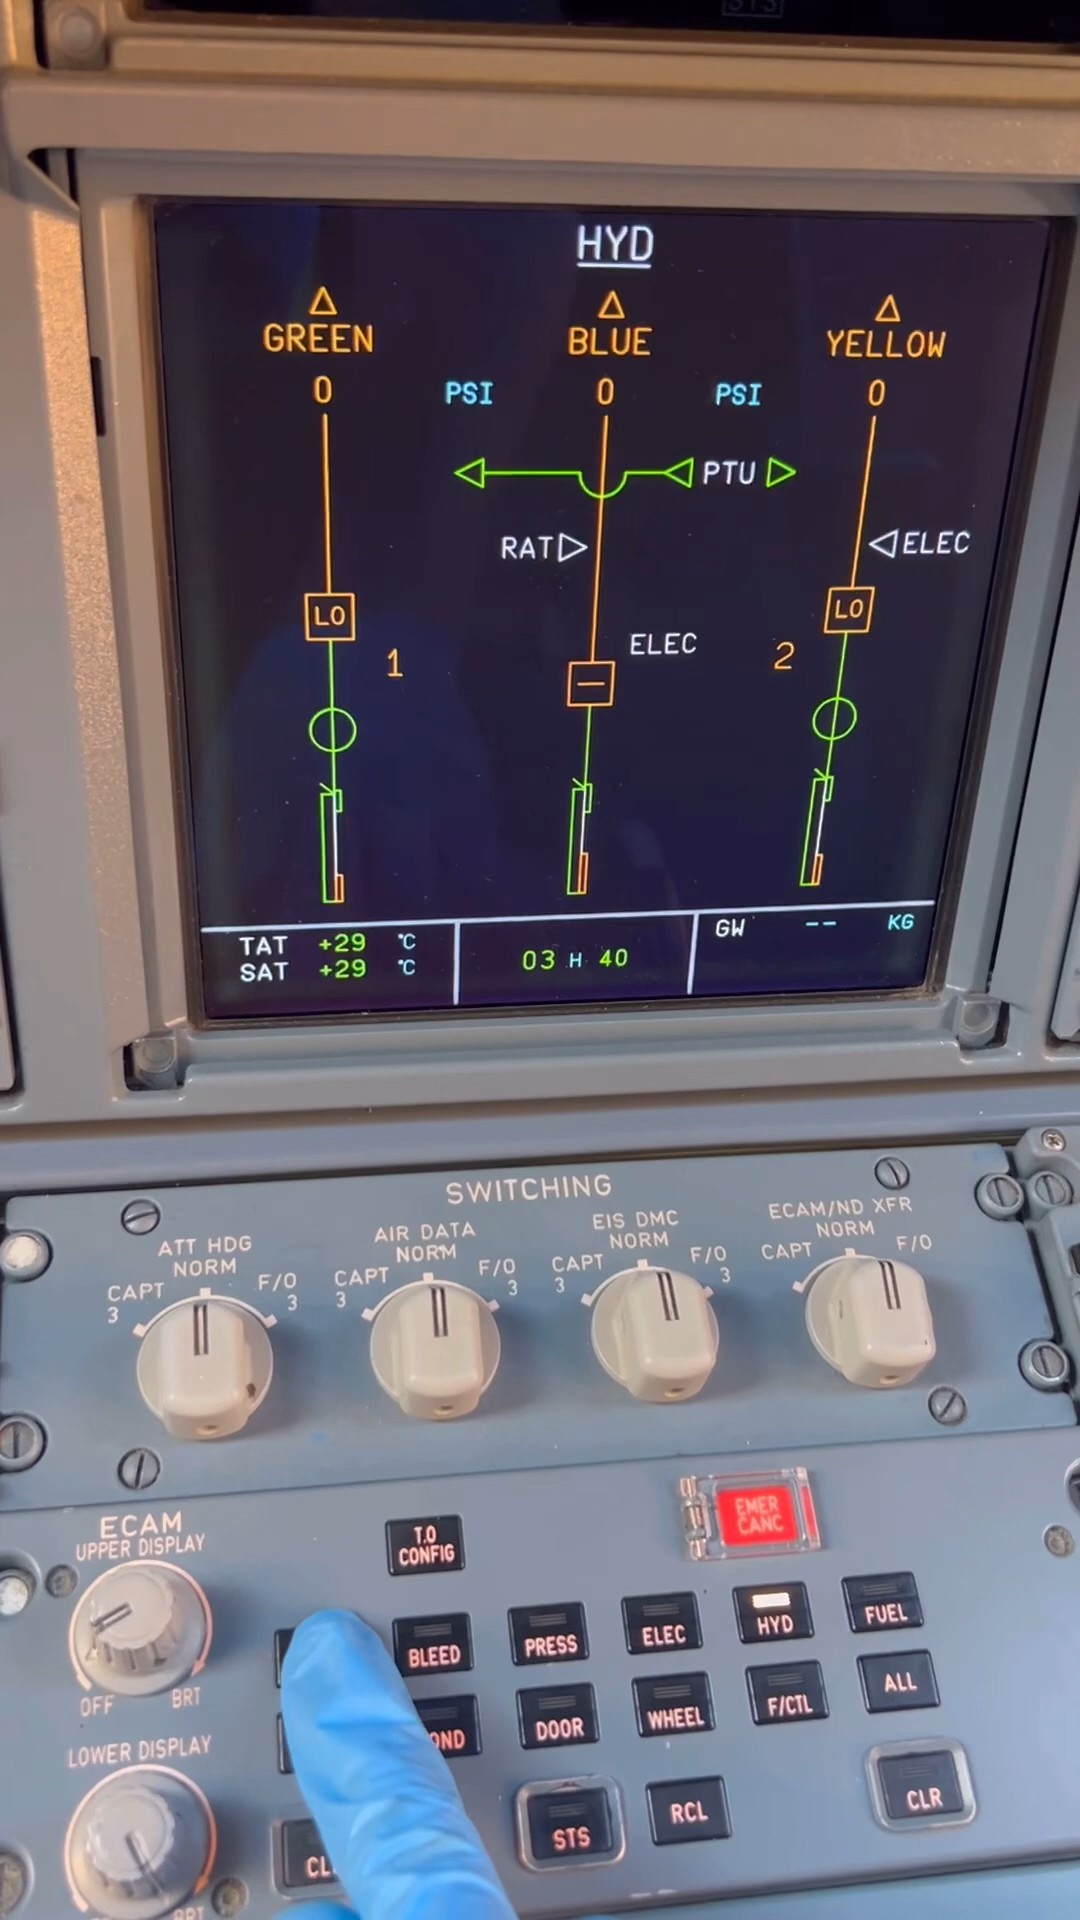 STS
HYD
GREEN BLUE YELLOW
0 PSI 0 PSI 0
PTU
RAT ELEC
LO LO
1 ELEC 2
TAT +29 °C
SAT +29 °C
03 H 40
GW -- KG
SWITCHING
ATT HDG
NORM
CAPT F/O
3 3
AIR DATA
NORM
CAPT F/O
3 3
EIS DMC
NORM
CAPT F/O
3 3
ECAM/ND XFR
NORM
CAPT F/O
ECAM
UPPER DISPLAY
OFF BRT
T.O
CONFIG
EMER
CANC
BLEED PRESS ELEC HYD FUEL
DOOR WHEEL F/CTL ALL
LOWER DISPLAY
STS RCL CLR
BRT